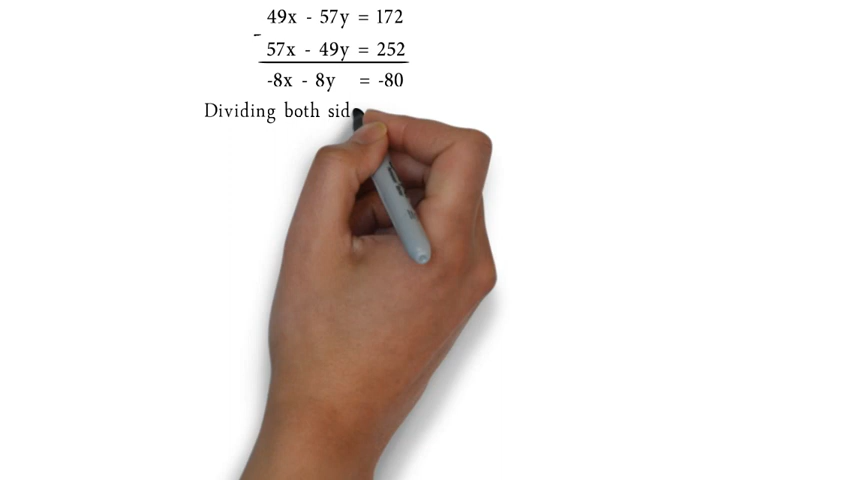 49x - 57y = 172
-
57x - 49y = 252
-8x - 8y = -80
Dividing both sid